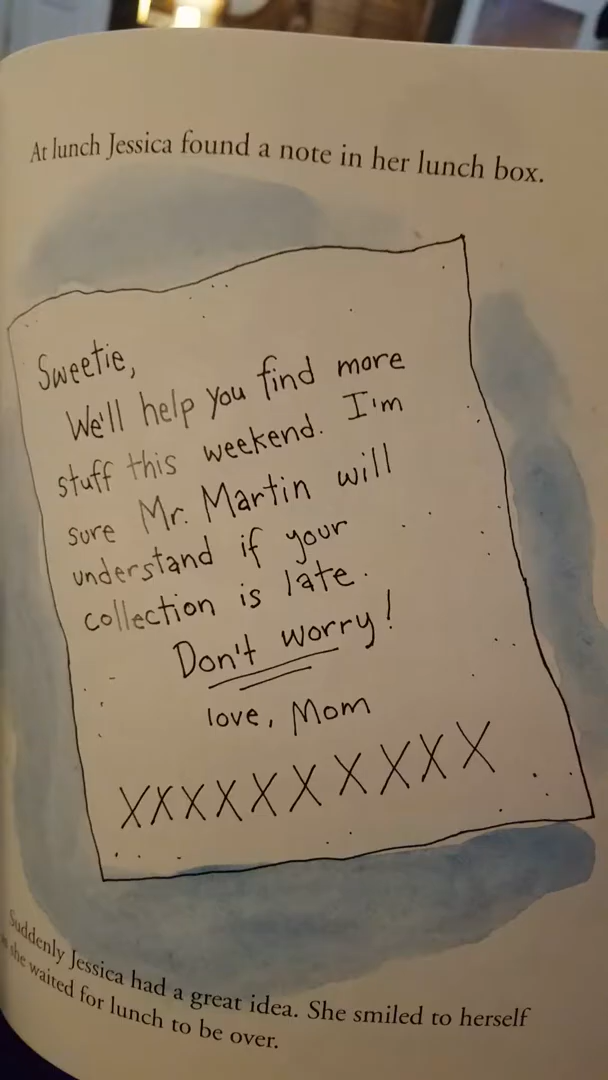 At lunch Jessica found a note in her lunch box.
Sweetie,
We'll help you find more
stuff this weekend. I'm
sure Mr. Martin will
understand if your
collection is late.
Don't worry!
love, Mom
XXXXXXXXXX
Suddenly Jessica had a great idea. She smiled to herself
as she waited for lunch to be over.